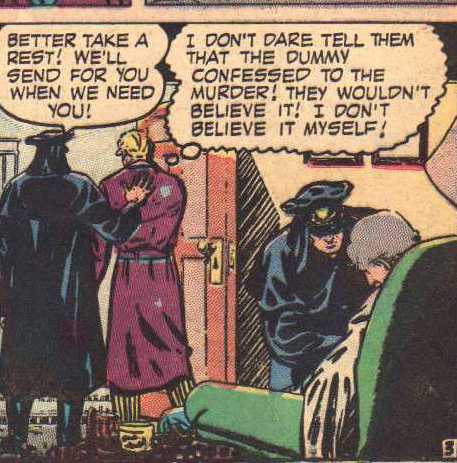 BETTER TAKE A
REST! WE'LL
SEND FOR YOU
WHEN WE NEED
YOU!
I DON'T DARE TELL THEM
THAT THE DUMMY
CONFESSED TO THE
MURDER! THEY WOULDN'T
BELIEVE IT! I DON'T
BELIEVE IT MYSELF!